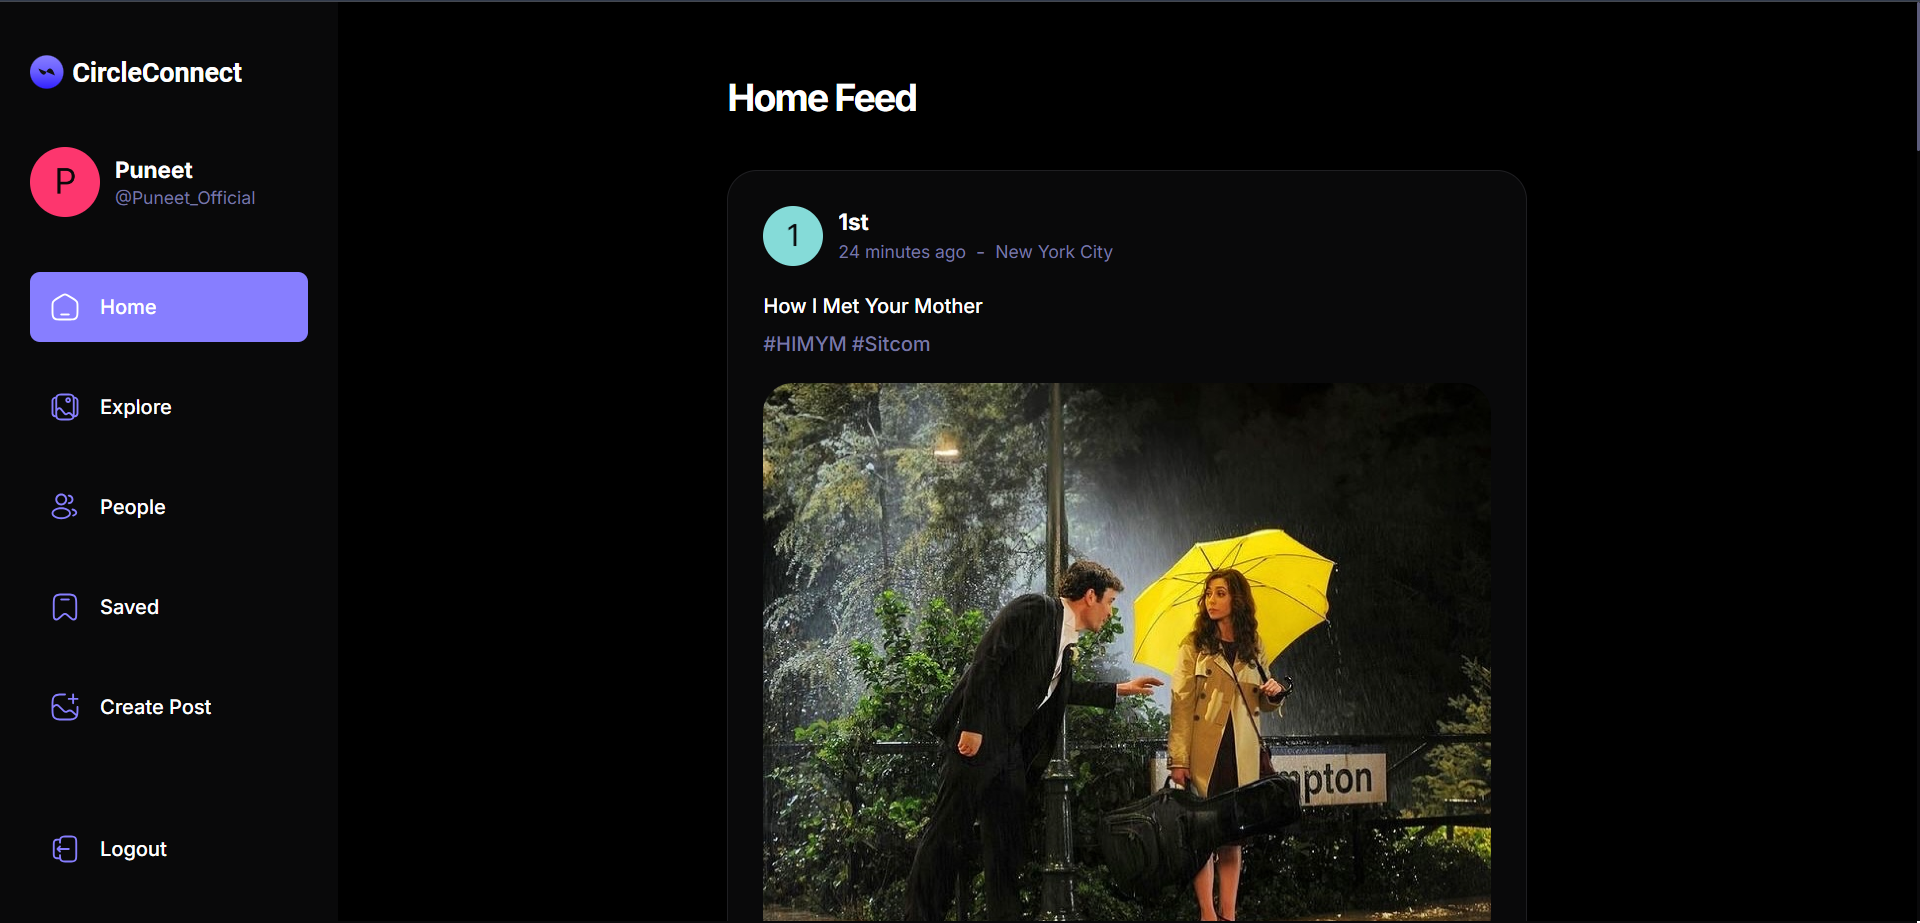 CircleConnect
P
Puneet
@Puneet_Official
Home
Explore
People
Saved
Create Post
Logout
Home Feed
1
1st
24 minutes ago - New York City
How I Met Your Mother
#HIMYM #Sitcom
mpton